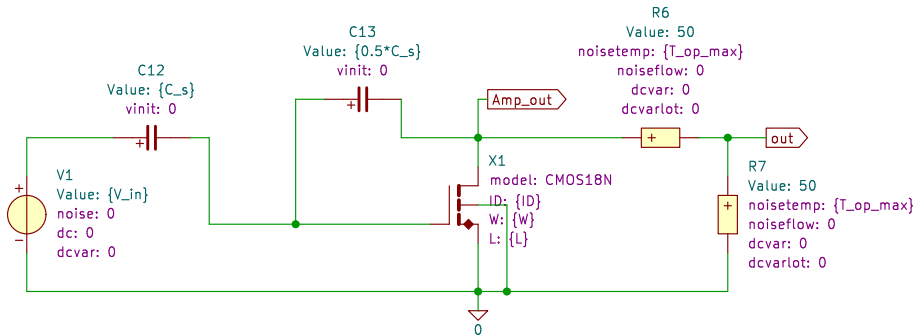 R6
Value: 50
noisetemp: {T_op_max}
noiseflow: 0
dcvar: 0
dcvarlot: 0
C13
Value: {0.5*C_s}
vinit: 0
C12
Value: {C_s}
vinit: 0
+
Amp_out
+
+
out
V1
Value: {V_in}
noise: 0
dc: 0
dcvar: 0
+
−
X1
model: CMOS18N
ID: {ID}
W: {W}
L: {L}
R7
Value: 50
noisetemp: {T_op_max}
noiseflow: 0
dcvar: 0
dcvarlot: 0
+
0